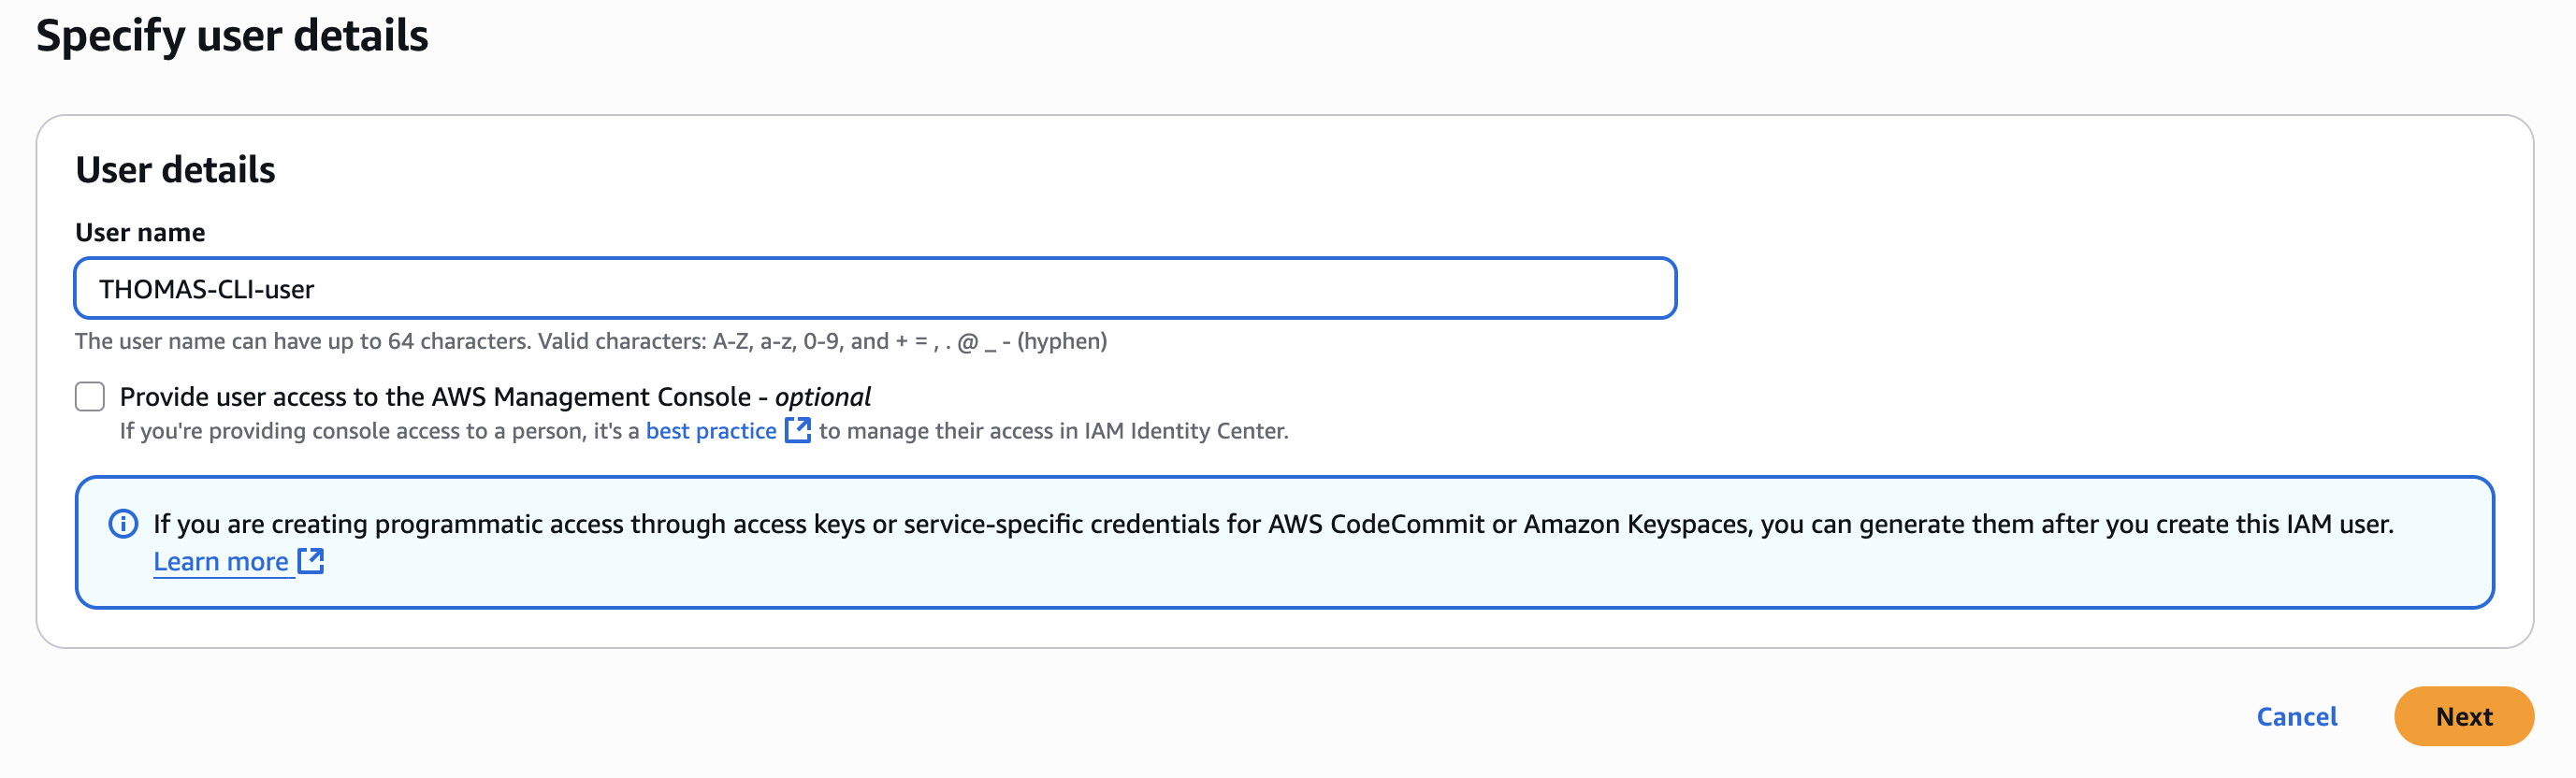 Specify user details
User details
User name
THOMAS-CLI-user
The user name can have up to 64 characters. Valid characters: A-Z, a-z, 0-9, and + = , . @ _ - (hyphen)
Provide user access to the AWS Management Console - optional
If you're providing console access to a person, it's a best practice to manage their access in IAM Identity Center.
If you are creating programmatic access through access keys or service-specific credentials for AWS CodeCommit or Amazon Keyspaces, you can generate them after you create this IAM user.
Learn more
Cancel
Next